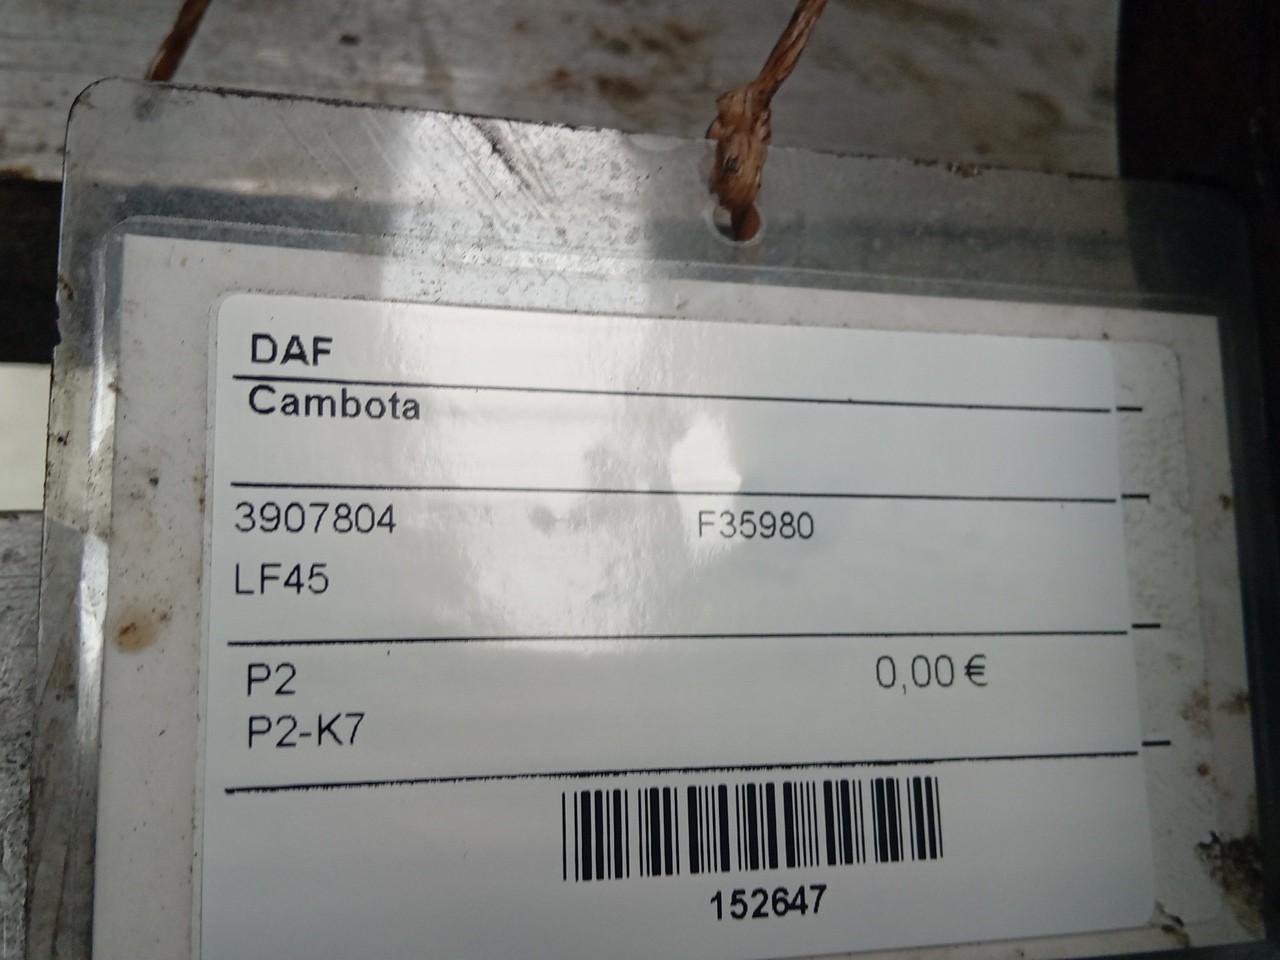 DAF
Cambota
3907804 F35980
LF45
P2 0,00 €
P2-K7
152647